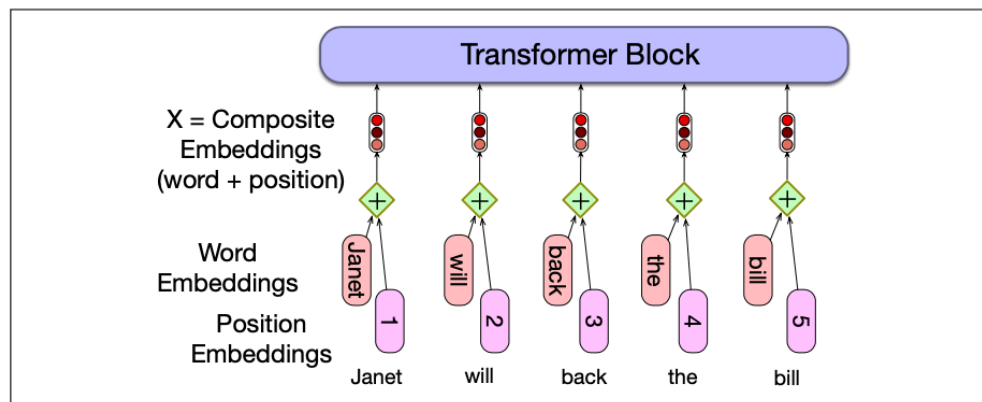 Transformer Block
X = Composite
Embeddings
(word + position)
+ + + + +
Word
Embeddings
Janet will back the bill
Position
Embeddings
1 2 3 4 5
Janet will back the bill